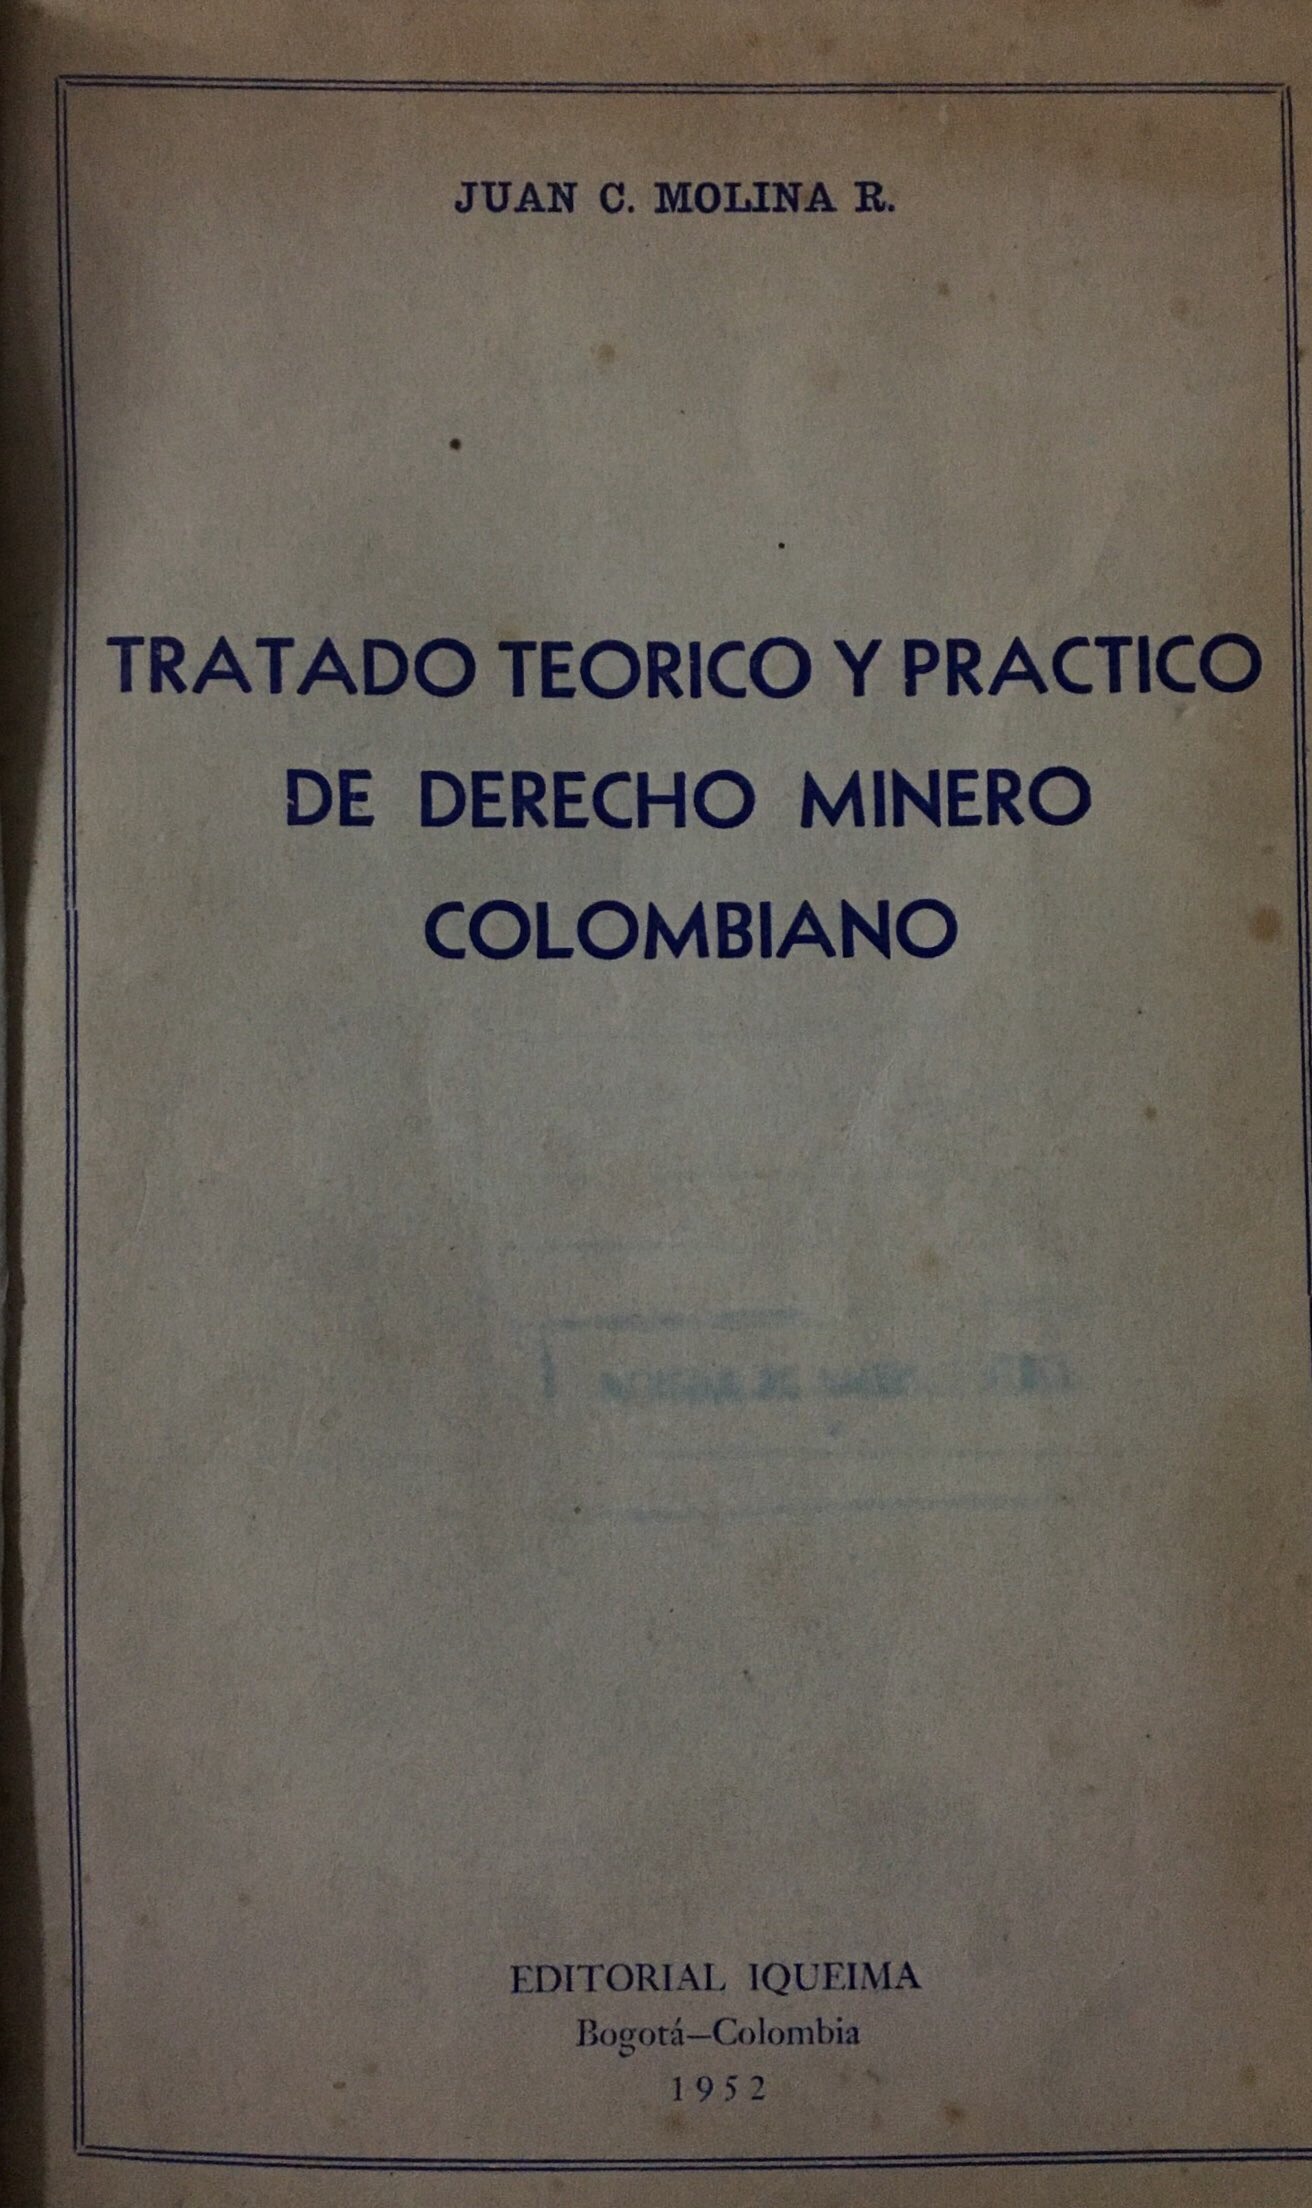 JUAN C. MOLINA R.
TRATADO TEORICO Y PRACTICO
DE DERECHO MINERO
COLOMBIANO
EDITORIAL IQUEIMA
Bogotá—Colombia
1952